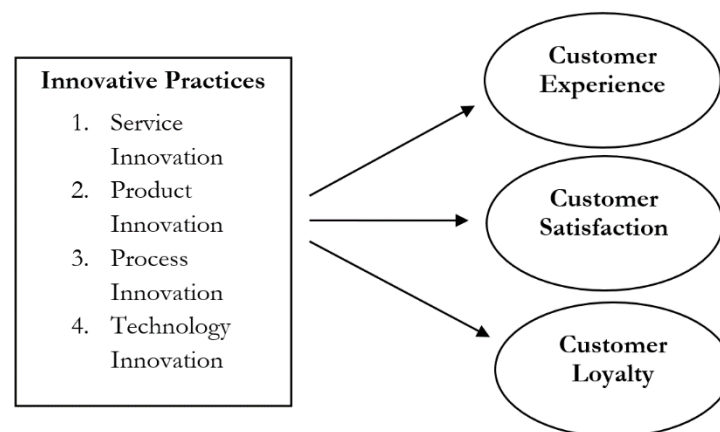 Innovative Practices
1. Service
Innovation
2. Product
Innovation
3. Process
Innovation
4. Technology
Innovation
Customer
Experience
Customer
Satisfaction
Customer
Loyalty